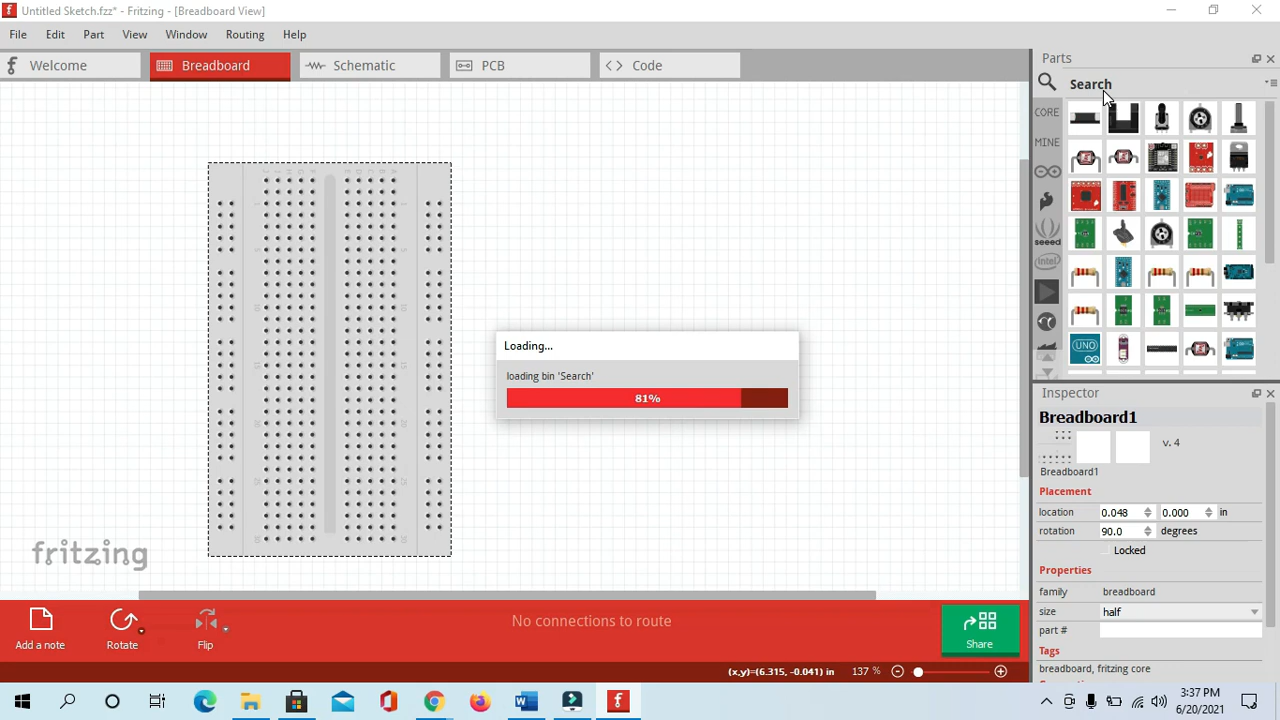 Untitled Sketch.fzz* - Fritzing - [Breadboard View]
File Edit Part View Window Routing Help
Welcome Breadboard Schematic PCB Code
Parts
Search
CORE
MINE
seeed
intel
UNO
Loading...
loading bin 'Search'
81%
Inspector
Breadboard1
v. 4
Breadboard1
Placement
location 0.048 0.000 in
rotation 90.0 degrees
Locked
Properties
family breadboard
size half
part #
Tags
breadboard, fritzing core
fritzing
Add a note Rotate Flip
No connections to route
Share
(x,y)=(6.315, -0.041) in 137 %
3:37 PM
6/20/2021